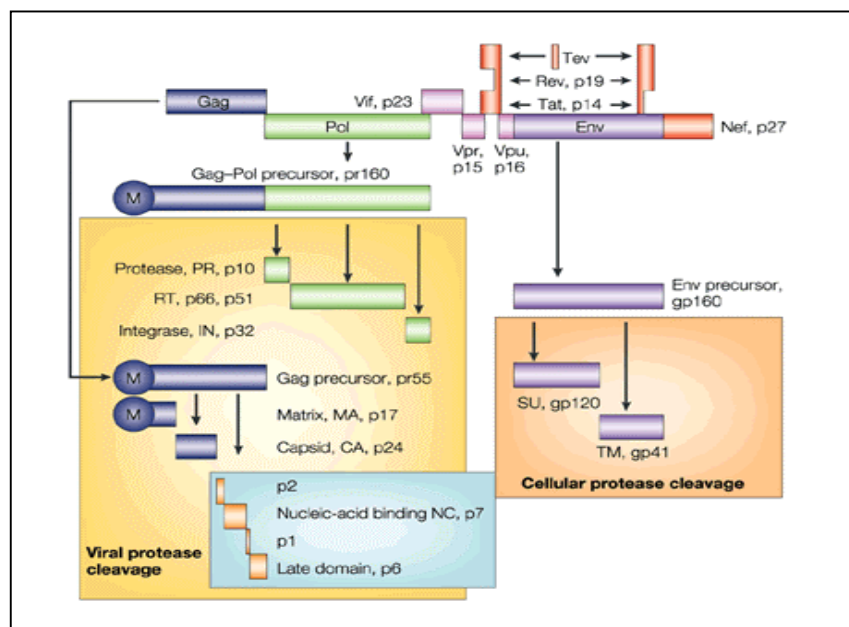 Tev
Rev, p19
Gag
Vif, p23
Tat, p14
Pol
Env
Nef, p27
Vpr,
p15
Vpu,
p16
Gag–Pol precursor, pr160
M
Protease, PR, p10
RT, p66, p51
Integrase, IN, p32
Env precursor,
gp160
M
Gag precursor, pr55
M
Matrix, MA, p17
Capsid, CA, p24
SU, gp120
TM, gp41
Cellular protease cleavage
p2
Nucleic-acid binding NC, p7
p1
Late domain, p6
Viral protease
cleavage